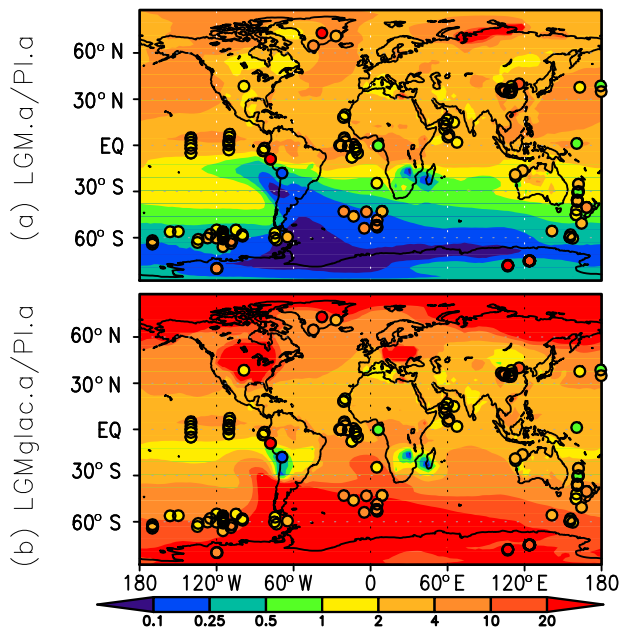 (a) LGM.a/PI.a
60° N
30° N
EQ
30° S
60° S
(b) LGMglac.a/PI.a
60° N
30° N
EQ
30° S
60° S
180 120°W 60°W 0 60°E 120°E 180
0.1 0.25 0.5 1 2 4 10 20